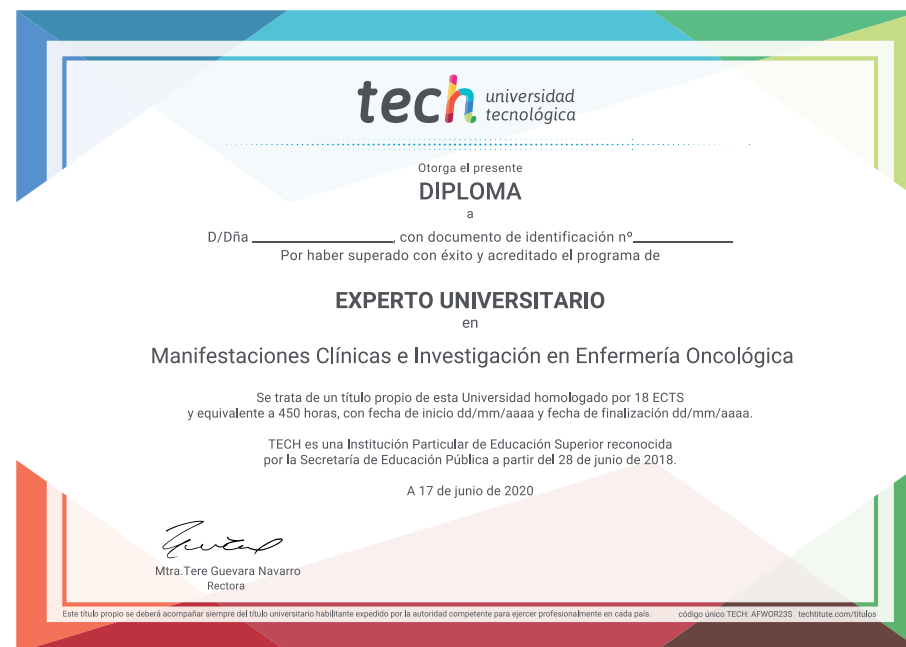 tech universidad
tecnológica
Otorga el presente
DIPLOMA
a
D/Dña ____________________, con documento de identificación nº______________
Por haber superado con éxito y acreditado el programa de
EXPERTO UNIVERSITARIO
en
Manifestaciones Clínicas e Investigación en Enfermería Oncológica
Se trata de un título propio de esta Universidad homologado por 18 ECTS
y equivalente a 450 horas, con fecha de inicio dd/mm/aaaa y fecha de finalización dd/mm/aaaa.
TECH es una Institución Particular de Educación Superior reconocida
por la Secretaría de Educación Pública a partir del 28 de junio de 2018.
A 17 de junio de 2020
Mtra.Tere Guevara Navarro
Rectora
Este título propio se deberá acompañar siempre del título universitario habilitante expedido por la autoridad competente para ejercer profesionalmente en cada país. código único TECH: AFWOR23S techtitute.com/titulos